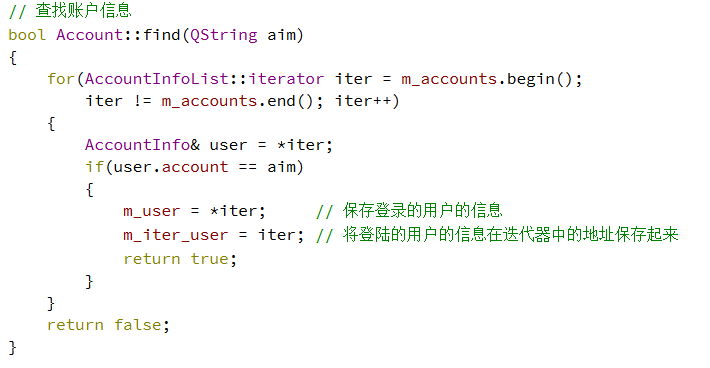 // 查找账户信息
bool Account::find(QString aim)
{
    for(AccountInfoList::iterator iter = m_accounts.begin();
        iter != m_accounts.end(); iter++)
    {
        AccountInfo& user = *iter;
        if(user.account == aim)
        {
            m_user = *iter;     // 保存登录的用户的信息
            m_iter_user = iter; // 将登陆的用户的信息在迭代器中的地址保存起来
            return true;
        }
    }
    return false;
}